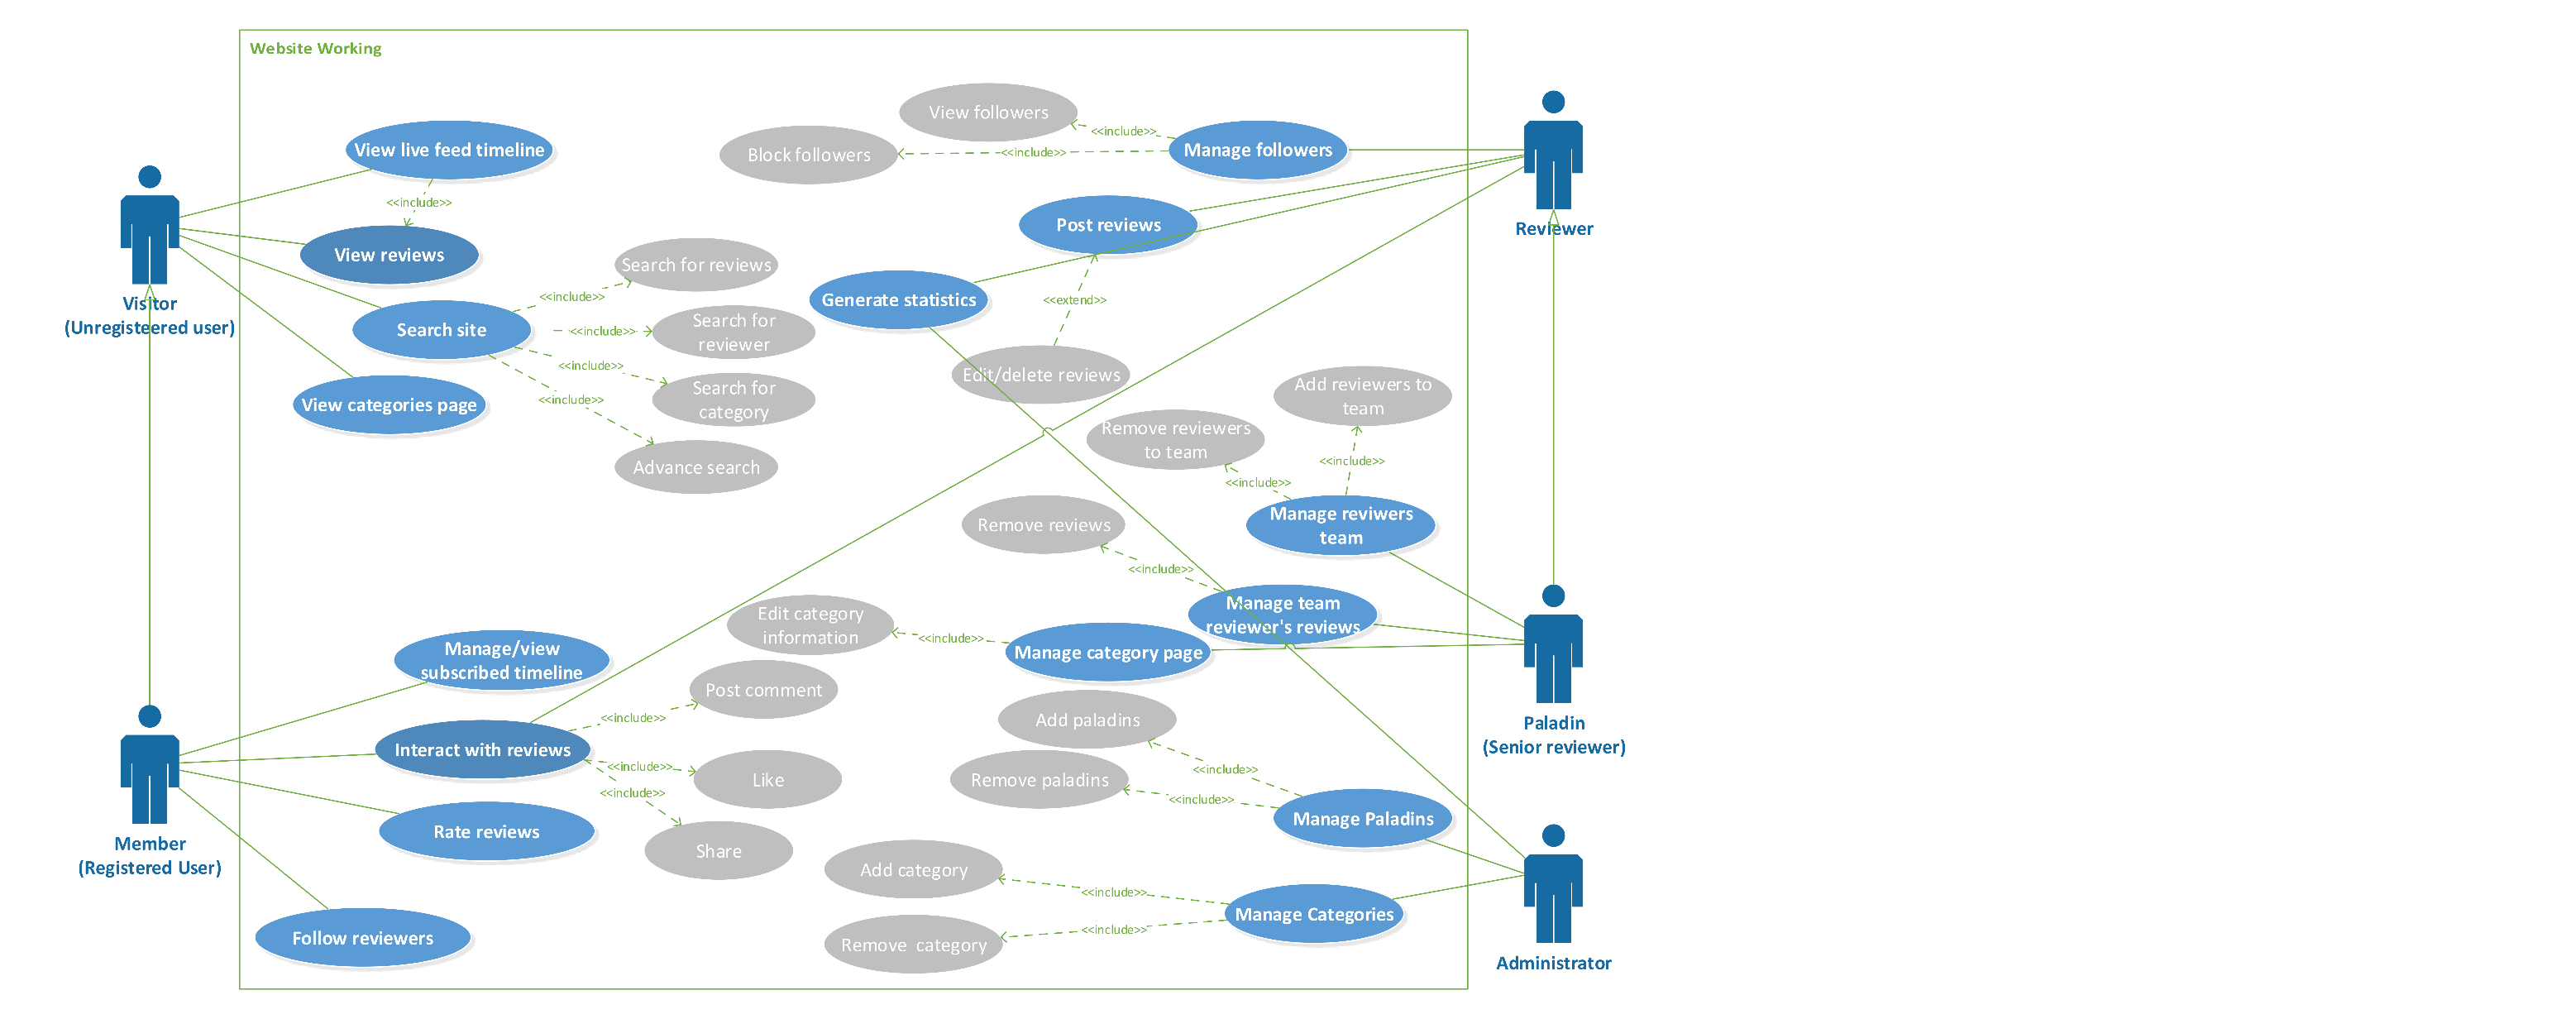 Website Working
View live feed timeline
<<include>>
View reviews
Visitor
(Unregisteered user)
Search site
<<include>>
Search for reviews
<<include>>
Search for
reviewer
<<include>>
Search for
category
<<include>>
Advance search
View categories page
View followers
<<include>>
Block followers
<<include>>
Manage followers
Reviewer
Post reviews
Generate statistics
<<extend>>
Edit/delete reviews
Add reviewers to
team
Remove reviewers
to team
<<include>>
<<include>>
Manage reviwers
team
Remove reviews
<<include>>
Manage team
reviewer's reviews
Edit category
information
<<include>>
Manage category page
Paladin
(Senior reviewer)
Manage/view
subscribed timeline
Interact with reviews
<<include>>
Post comment
<<include>>
Like
<<include>>
Share
Rate reviews
Member
(Registered User)
Follow reviewers
Add paladins
<<include>>
Remove paladins
<<include>>
Manage Paladins
Add category
<<include>>
Remove  category
<<include>>
Manage Categories
Administrator